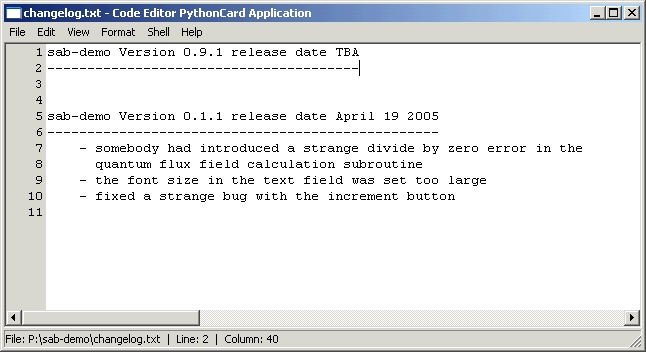 changelog.txt - Code Editor PythonCard Application
File Edit View Format Shell Help
1 sab-demo Version 0.9.1 release date TBA
2 ---------------------------------------
3
4
5 sab-demo Version 0.1.1 release date April 19 2005
6 -------------------------------------------------
7 - somebody had introduced a strange divide by zero error in the
8 quantum flux field calculation subroutine
9 - the font size in the text field was set too large
10 - fixed a strange bug with the increment button
11
File: P:\sab-demo\changelog.txt | Line: 2 | Column: 40